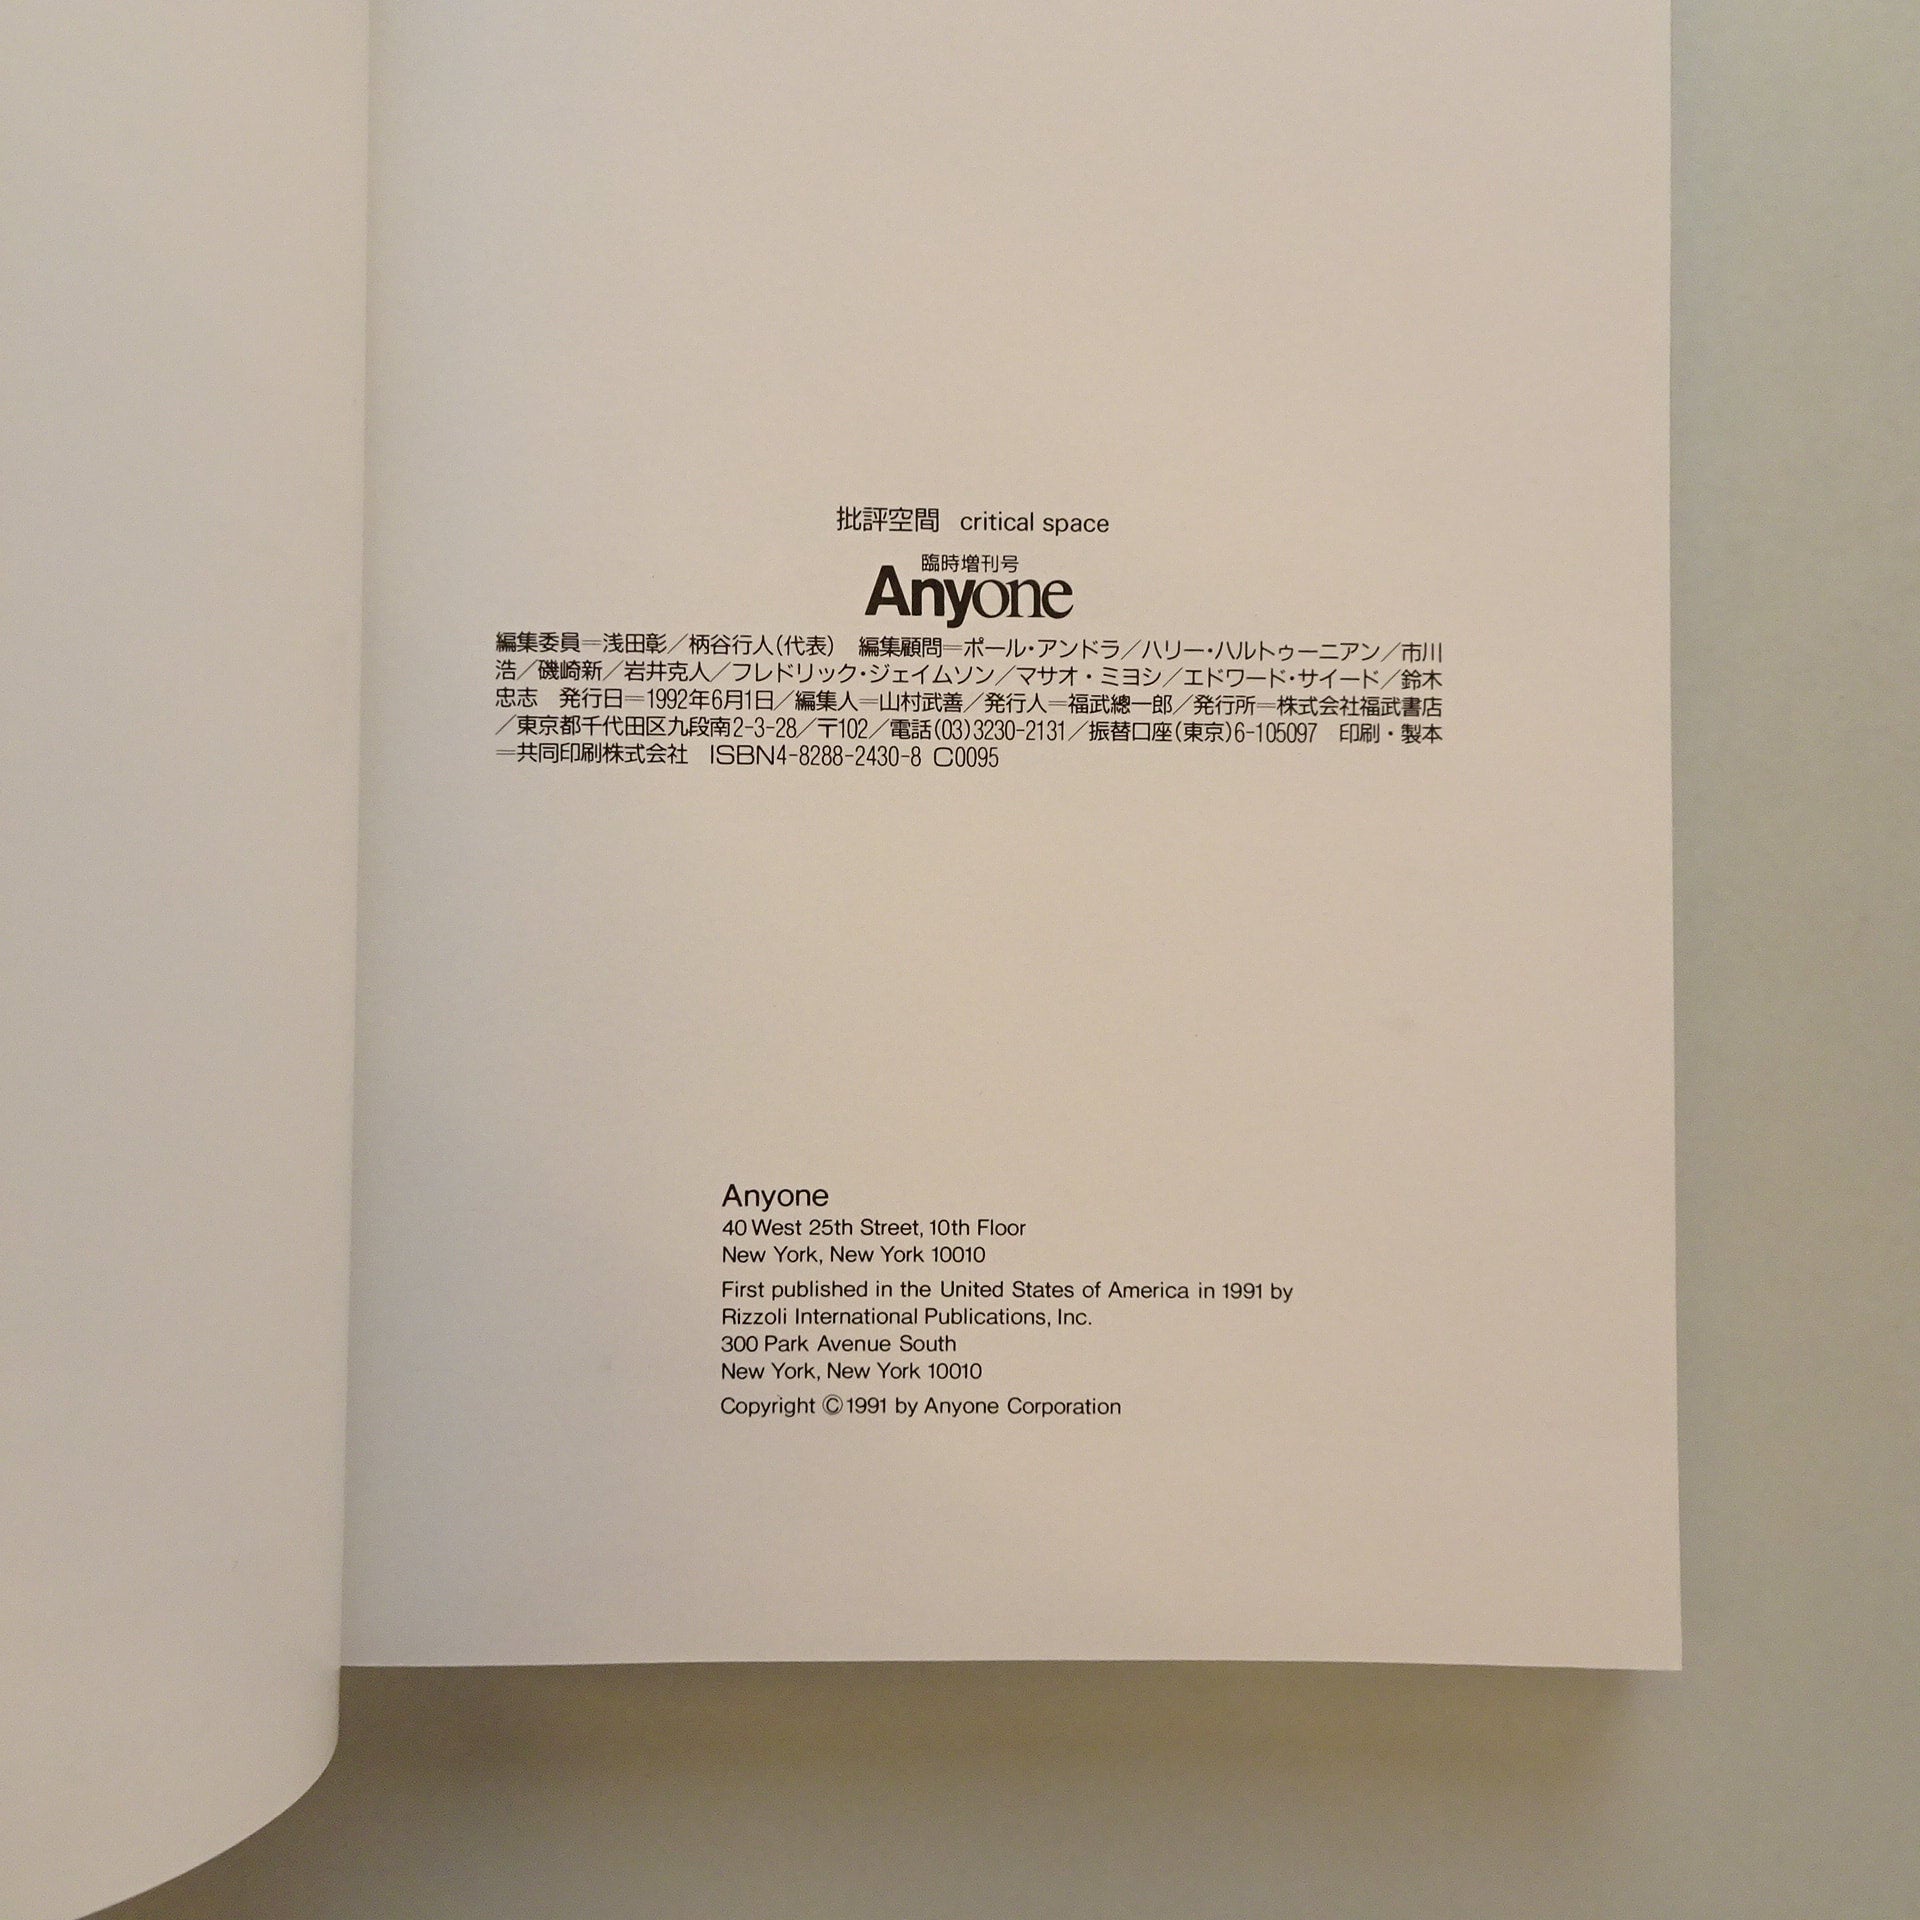 批評空間 critical space
臨時増刊号
Anyone
編集委員=浅田彰／柄谷行人(代表) 編集顧問=ポール・アンドラ／ハリー・ハルトゥーニアン／市川
浩／磯崎新／岩井克人／フレドリック・ジェイムソン／マサオ・ミヨシ／エドワード・サイード／鈴木
忠志 発行日=1992年6月1日／編集人=山村武善／発行人=福武總一郎／発行所=株式会社福武書店
／東京都千代田区九段南2-3-28／〒102／電話(03)3230-2131／振替口座(東京)6-105097 印刷・製本
=共同印刷株式会社 ISBN4-8288-2430-8 C0095
Anyone
40 West 25th Street, 10th Floor
New York, New York 10010
First published in the United States of America in 1991 by
Rizzoli International Publications, Inc.
300 Park Avenue South
New York, New York 10010
Copyright ©1991 by Anyone Corporation